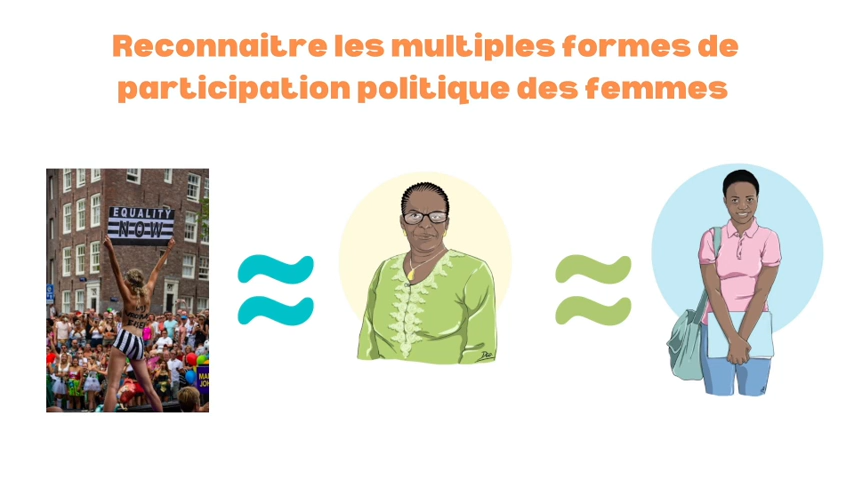 Reconnaitre les multiples formes de
participation politique des femmes
EQUALITY
NOW